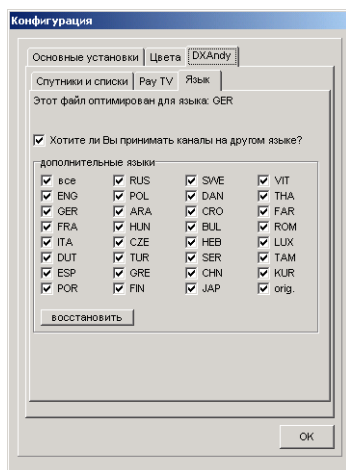 Конфигурация
Основные установки Цвета DXAndy
Спутники и списки Pay TV Язык
Этот файл оптимирован для языка: GER
Хотите ли Вы принимать каналы на другом языке?
дополнительные языки
все RUS SWE VIT
ENG POL DAN THA
GER ARA CRO FAR
FRA HUN BUL ROM
ITA CZE HEB LUX
DUT TUR SER TAM
ESP GRE CHN KUR
POR FIN JAP orig.
восстановить
OK